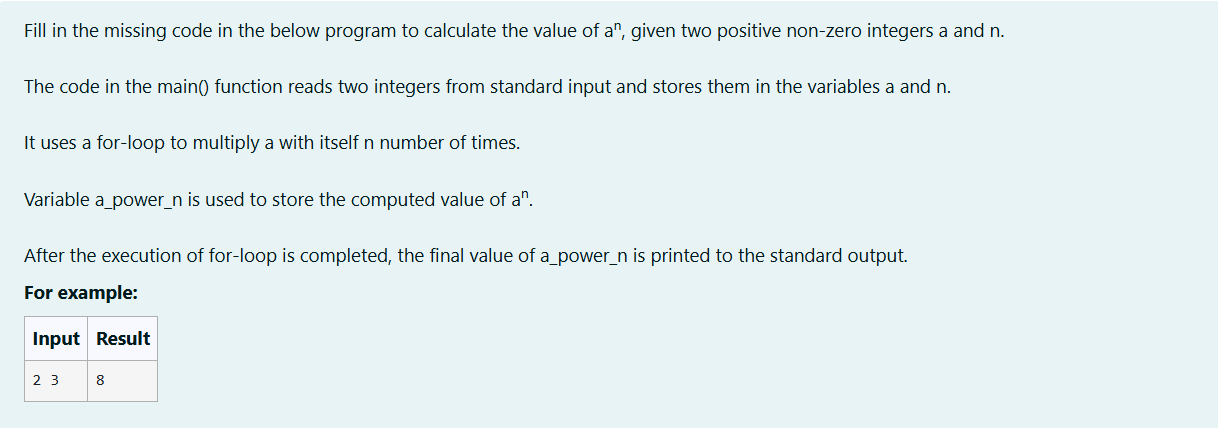 Fill in the missing code in the below program to calculate the value of aⁿ, given two positive non-zero integers a and n.
The code in the main() function reads two integers from standard input and stores them in the variables a and n.
It uses a for-loop to multiply a with itself n number of times.
Variable a_power_n is used to store the computed value of aⁿ.
After the execution of for-loop is completed, the final value of a_power_n is printed to the standard output.
For example:
Input Result
2 3 8